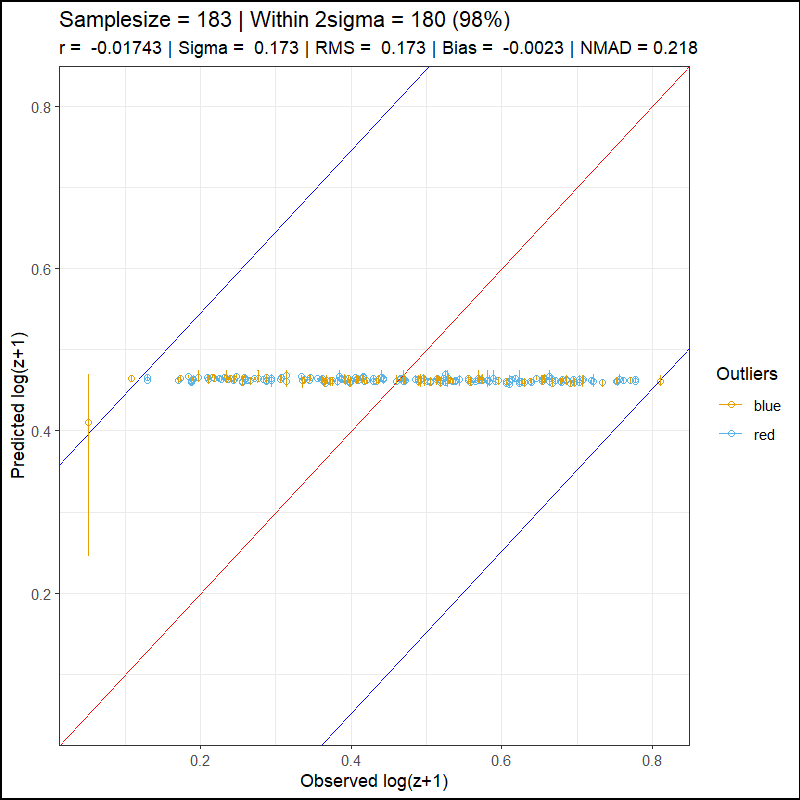 Samplesize = 183 | Within 2sigma = 180 (98%)
r =  -0.01743 | Sigma =  0.173 | RMS =  0.173 | Bias =  -0.0023 | NMAD = 0.218
0.8
0.6
0.4
0.2
Predicted log(z+1)
0.2 0.4 0.6 0.8
Observed log(z+1)
Outliers
blue
red